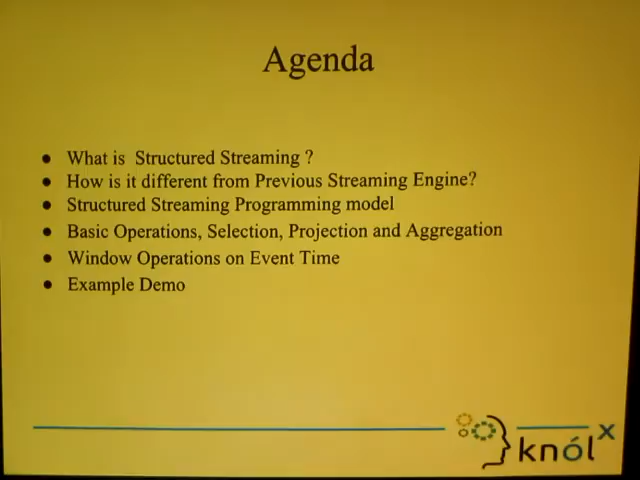 Agenda
● What is Structured Streaming ?
● How is it different from Previous Streaming Engine?
● Structured Streaming Programming model
● Basic Operations, Selection, Projection and Aggregation
● Window Operations on Event Time
● Example Demo
knólx